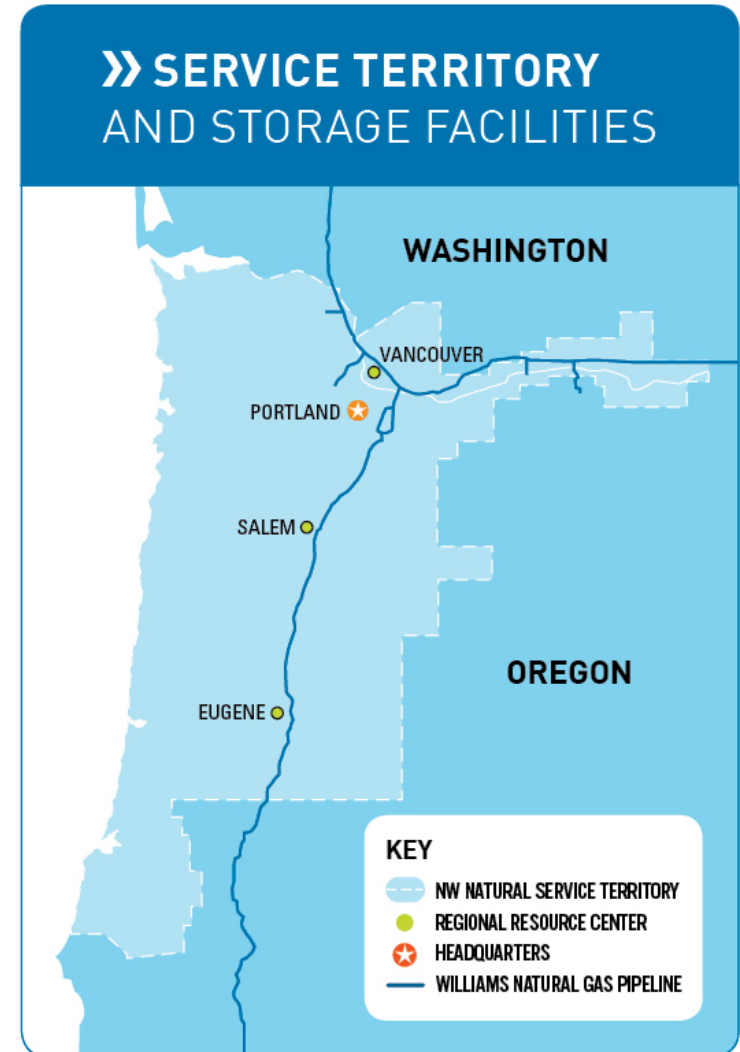 » SERVICE TERRITORY
AND STORAGE FACILITIES
WASHINGTON
VANCOUVER
PORTLAND
SALEM
OREGON
EUGENE
KEY
NW NATURAL SERVICE TERRITORY
REGIONAL RESOURCE CENTER
HEADQUARTERS
WILLIAMS NATURAL GAS PIPELINE